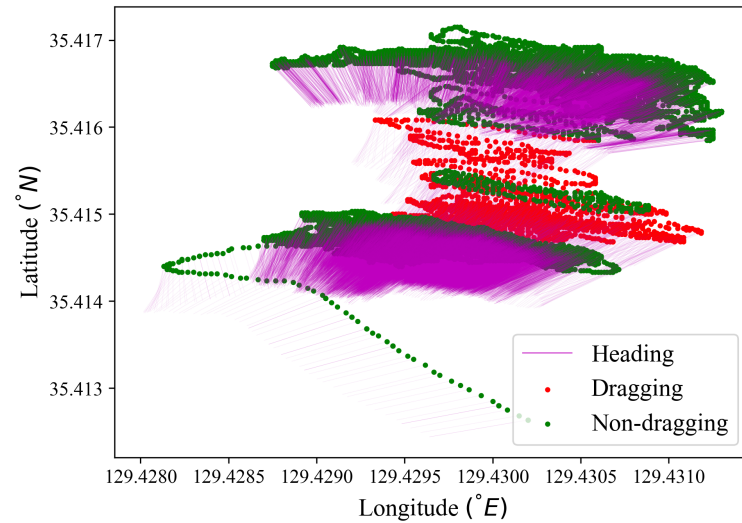 35.417
35.416
35.415
35.414
35.413
Latitude (°N)
129.4280 129.4285 129.4290 129.4295 129.4300 129.4305 129.4310
Longitude (°E)
Heading
Dragging
Non-dragging